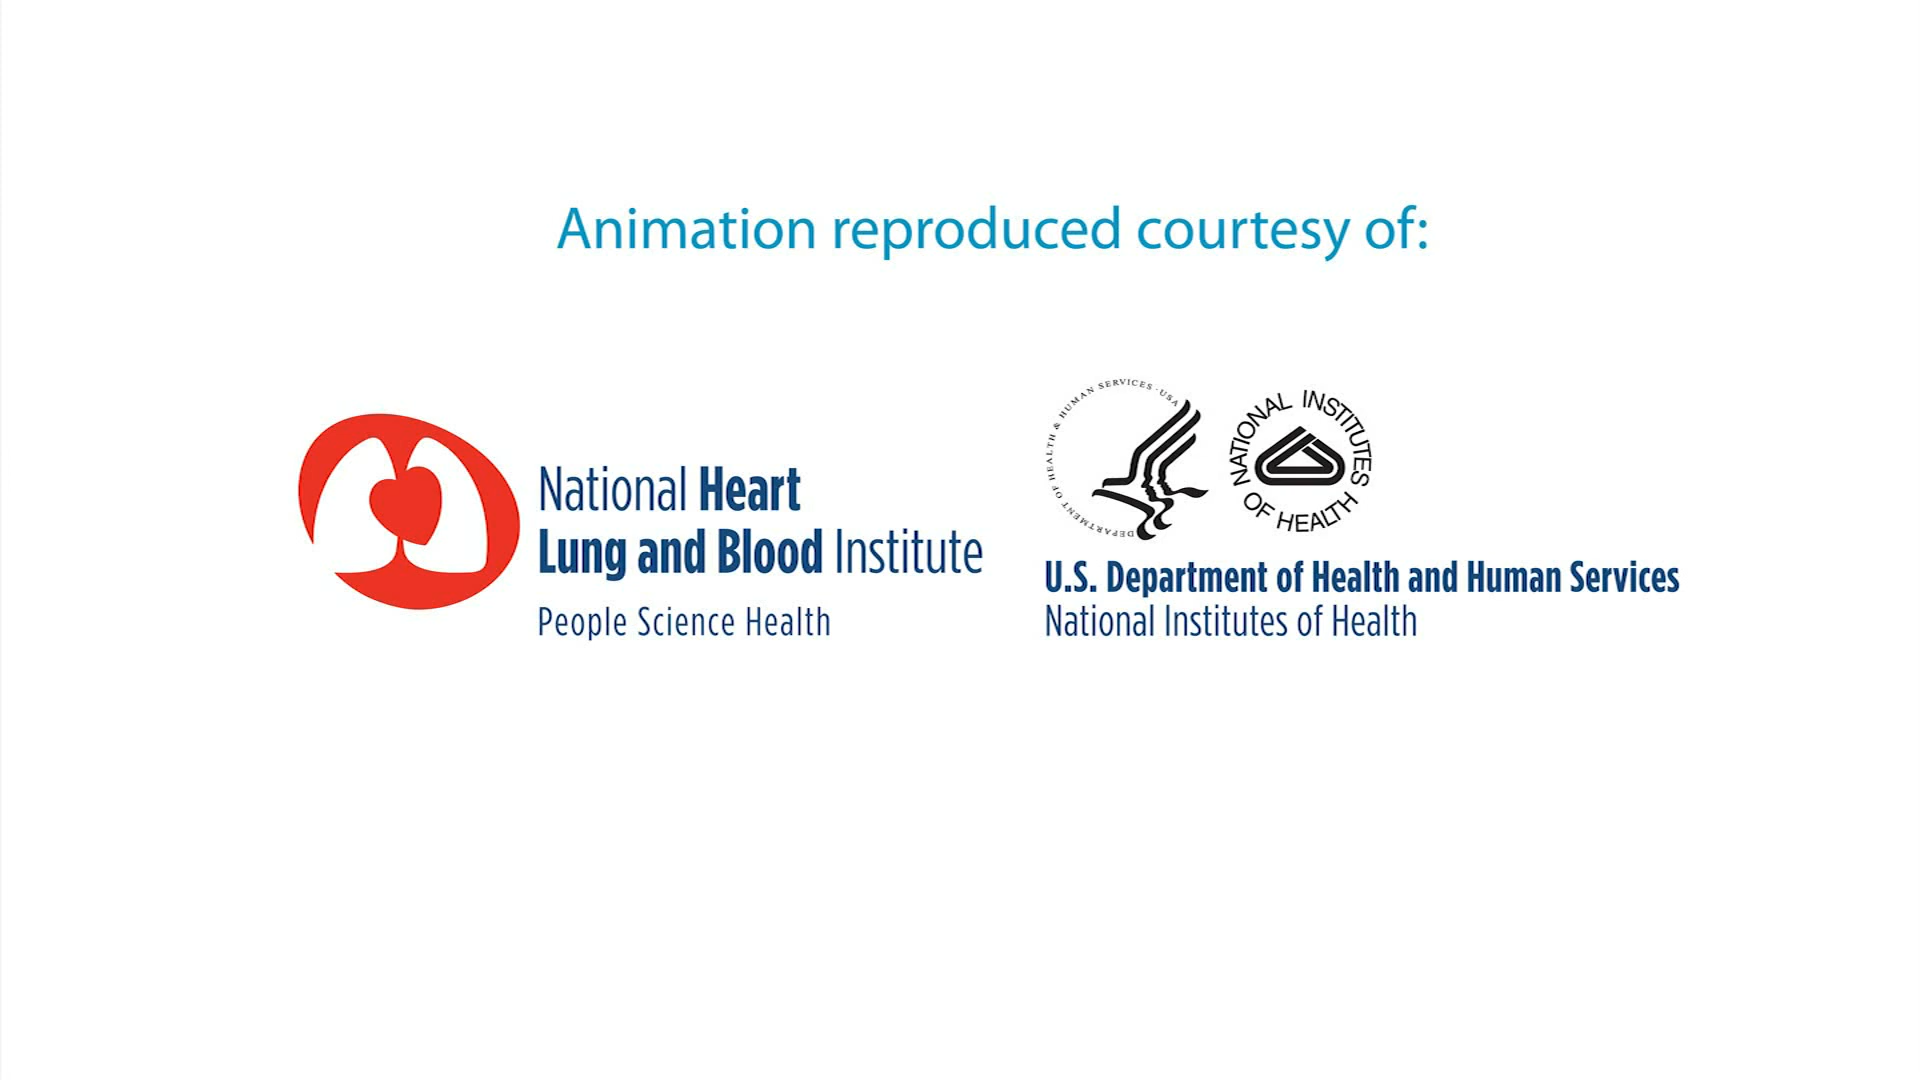 Animation reproduced courtesy of:
National Heart
Lung and Blood Institute
People Science Health
DEPARTMENT OF HEALTH & HUMAN SERVICES · USA
NATIONAL INSTITUTES
OF HEALTH
U.S. Department of Health and Human Services
National Institutes of Health